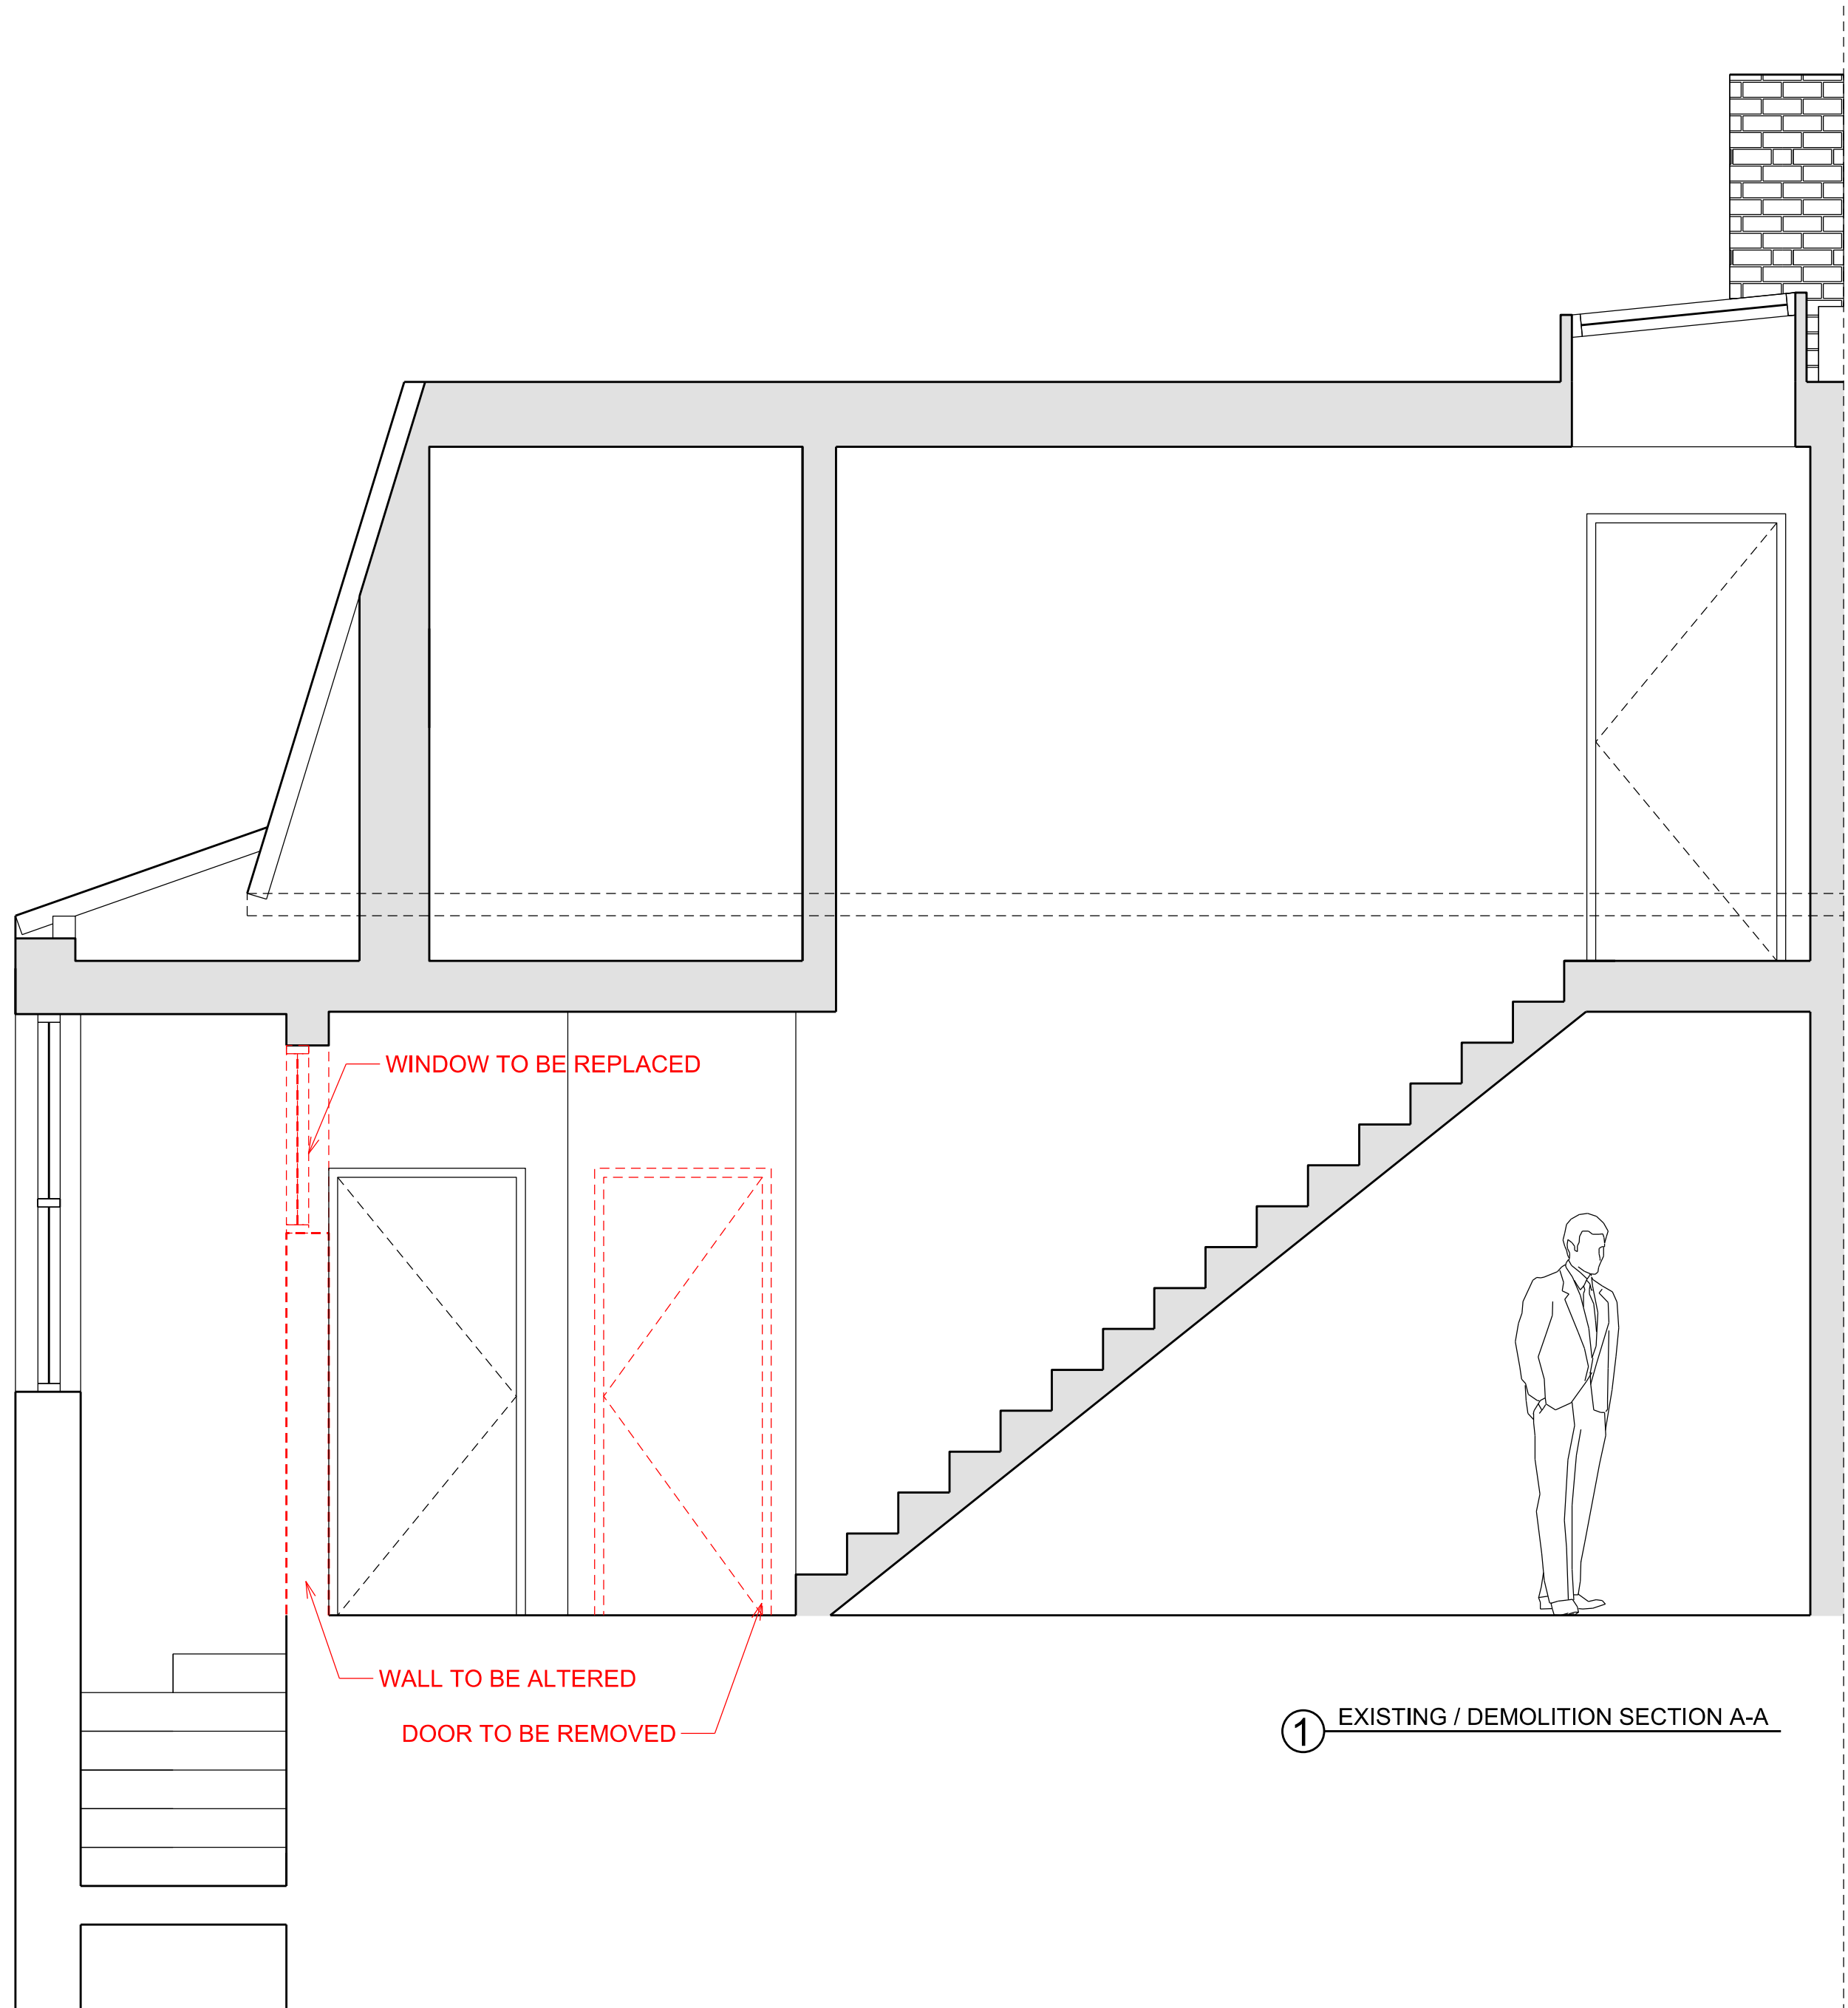 WINDOW TO BE REPLACED
WALL TO BE ALTERED
DOOR TO BE REMOVED
1 EXISTING / DEMOLITION SECTION A-A